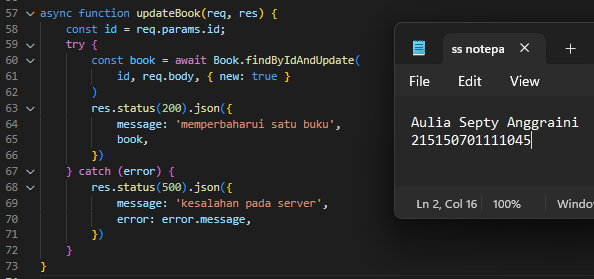 57 async function updateBook(req, res) {
58     const id = req.params.id;
59     try {
60         const book = await Book.findByIdAndUpdate(
61             id, req.body, { new: true }
62         )
63         res.status(200).json({
64             message: 'memperbaharui satu buku',
65             book,
66         })
67     } catch (error) {
68         res.status(500).json({
69             message: 'kesalahan pada server',
70             error: error.message,
71         })
72     }
73 }
ss notepa
File Edit View
Aulia Septy Anggraini
215150701111045
Ln 2, Col 16 100% Window